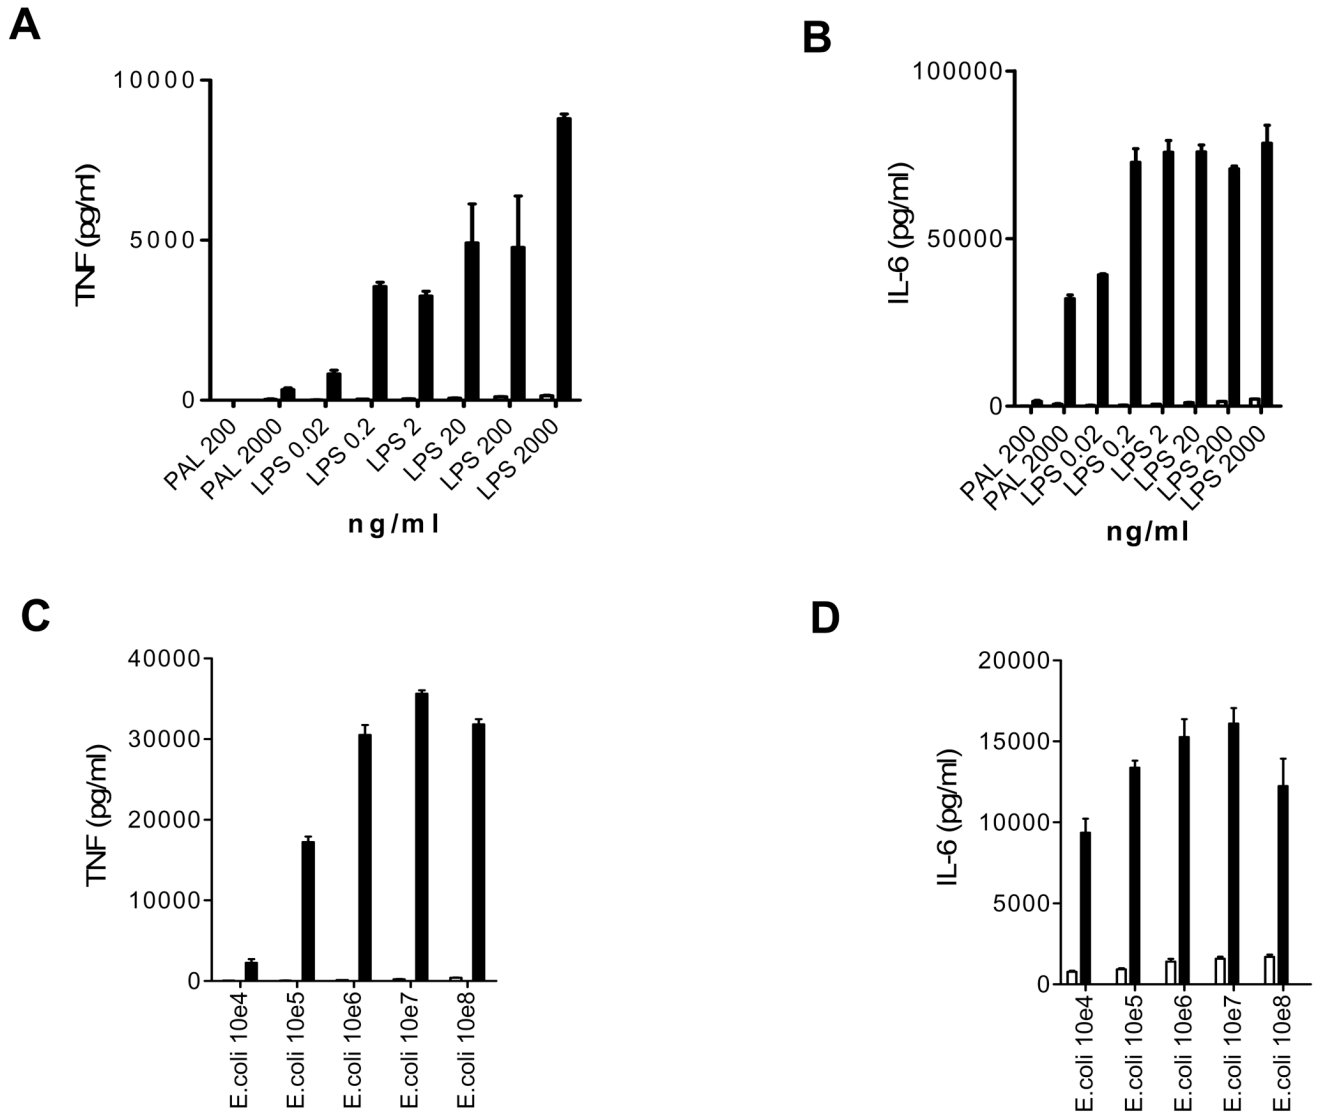 A
10000
5000
0
TNF (pg/ml)
PAL 200
PAL 2000
LPS 0.02
LPS 0.2
LPS 2
LPS 20
LPS 200
LPS 2000
ng/ml
B
100000
50000
0
IL-6 (pg/ml)
PAL 200
PAL 2000
LPS 0.02
LPS 0.2
LPS 2
LPS 20
LPS 200
LPS 2000
ng/ml
C
40000
30000
20000
10000
0
TNF (pg/ml)
E.coli 10e4
E.coli 10e5
E.coli 10e6
E.coli 10e7
E.coli 10e8
D
20000
15000
10000
5000
0
IL-6 (pg/ml)
E.coli 10e4
E.coli 10e5
E.coli 10e6
E.coli 10e7
E.coli 10e8